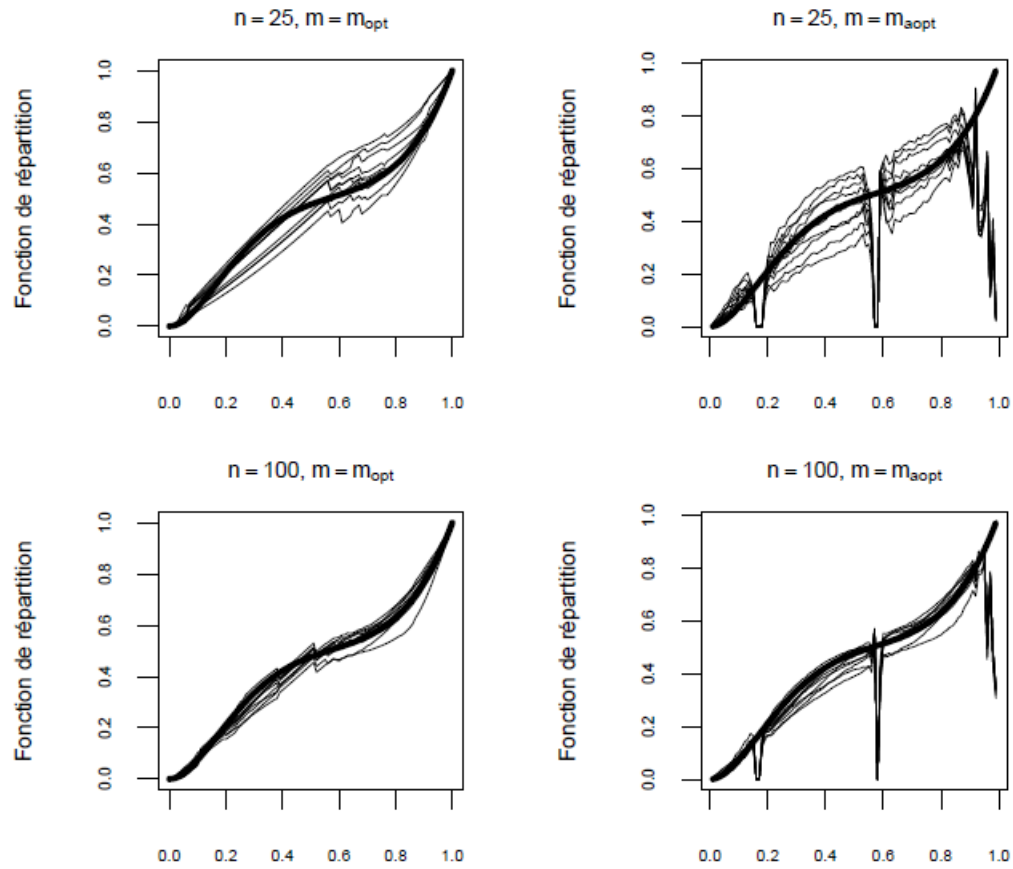 n = 25, m = mopt
n = 25, m = maopt
Fonction de répartition
0.0 0.2 0.4 0.6 0.8 1.0
0.0 0.2 0.4 0.6 0.8 1.0
Fonction de répartition
0.0 0.2 0.4 0.6 0.8 1.0
0.0 0.2 0.4 0.6 0.8 1.0
n = 100, m = mopt
n = 100, m = maopt
Fonction de répartition
0.0 0.2 0.4 0.6 0.8 1.0
0.0 0.2 0.4 0.6 0.8 1.0
Fonction de répartition
0.0 0.2 0.4 0.6 0.8 1.0
0.0 0.2 0.4 0.6 0.8 1.0